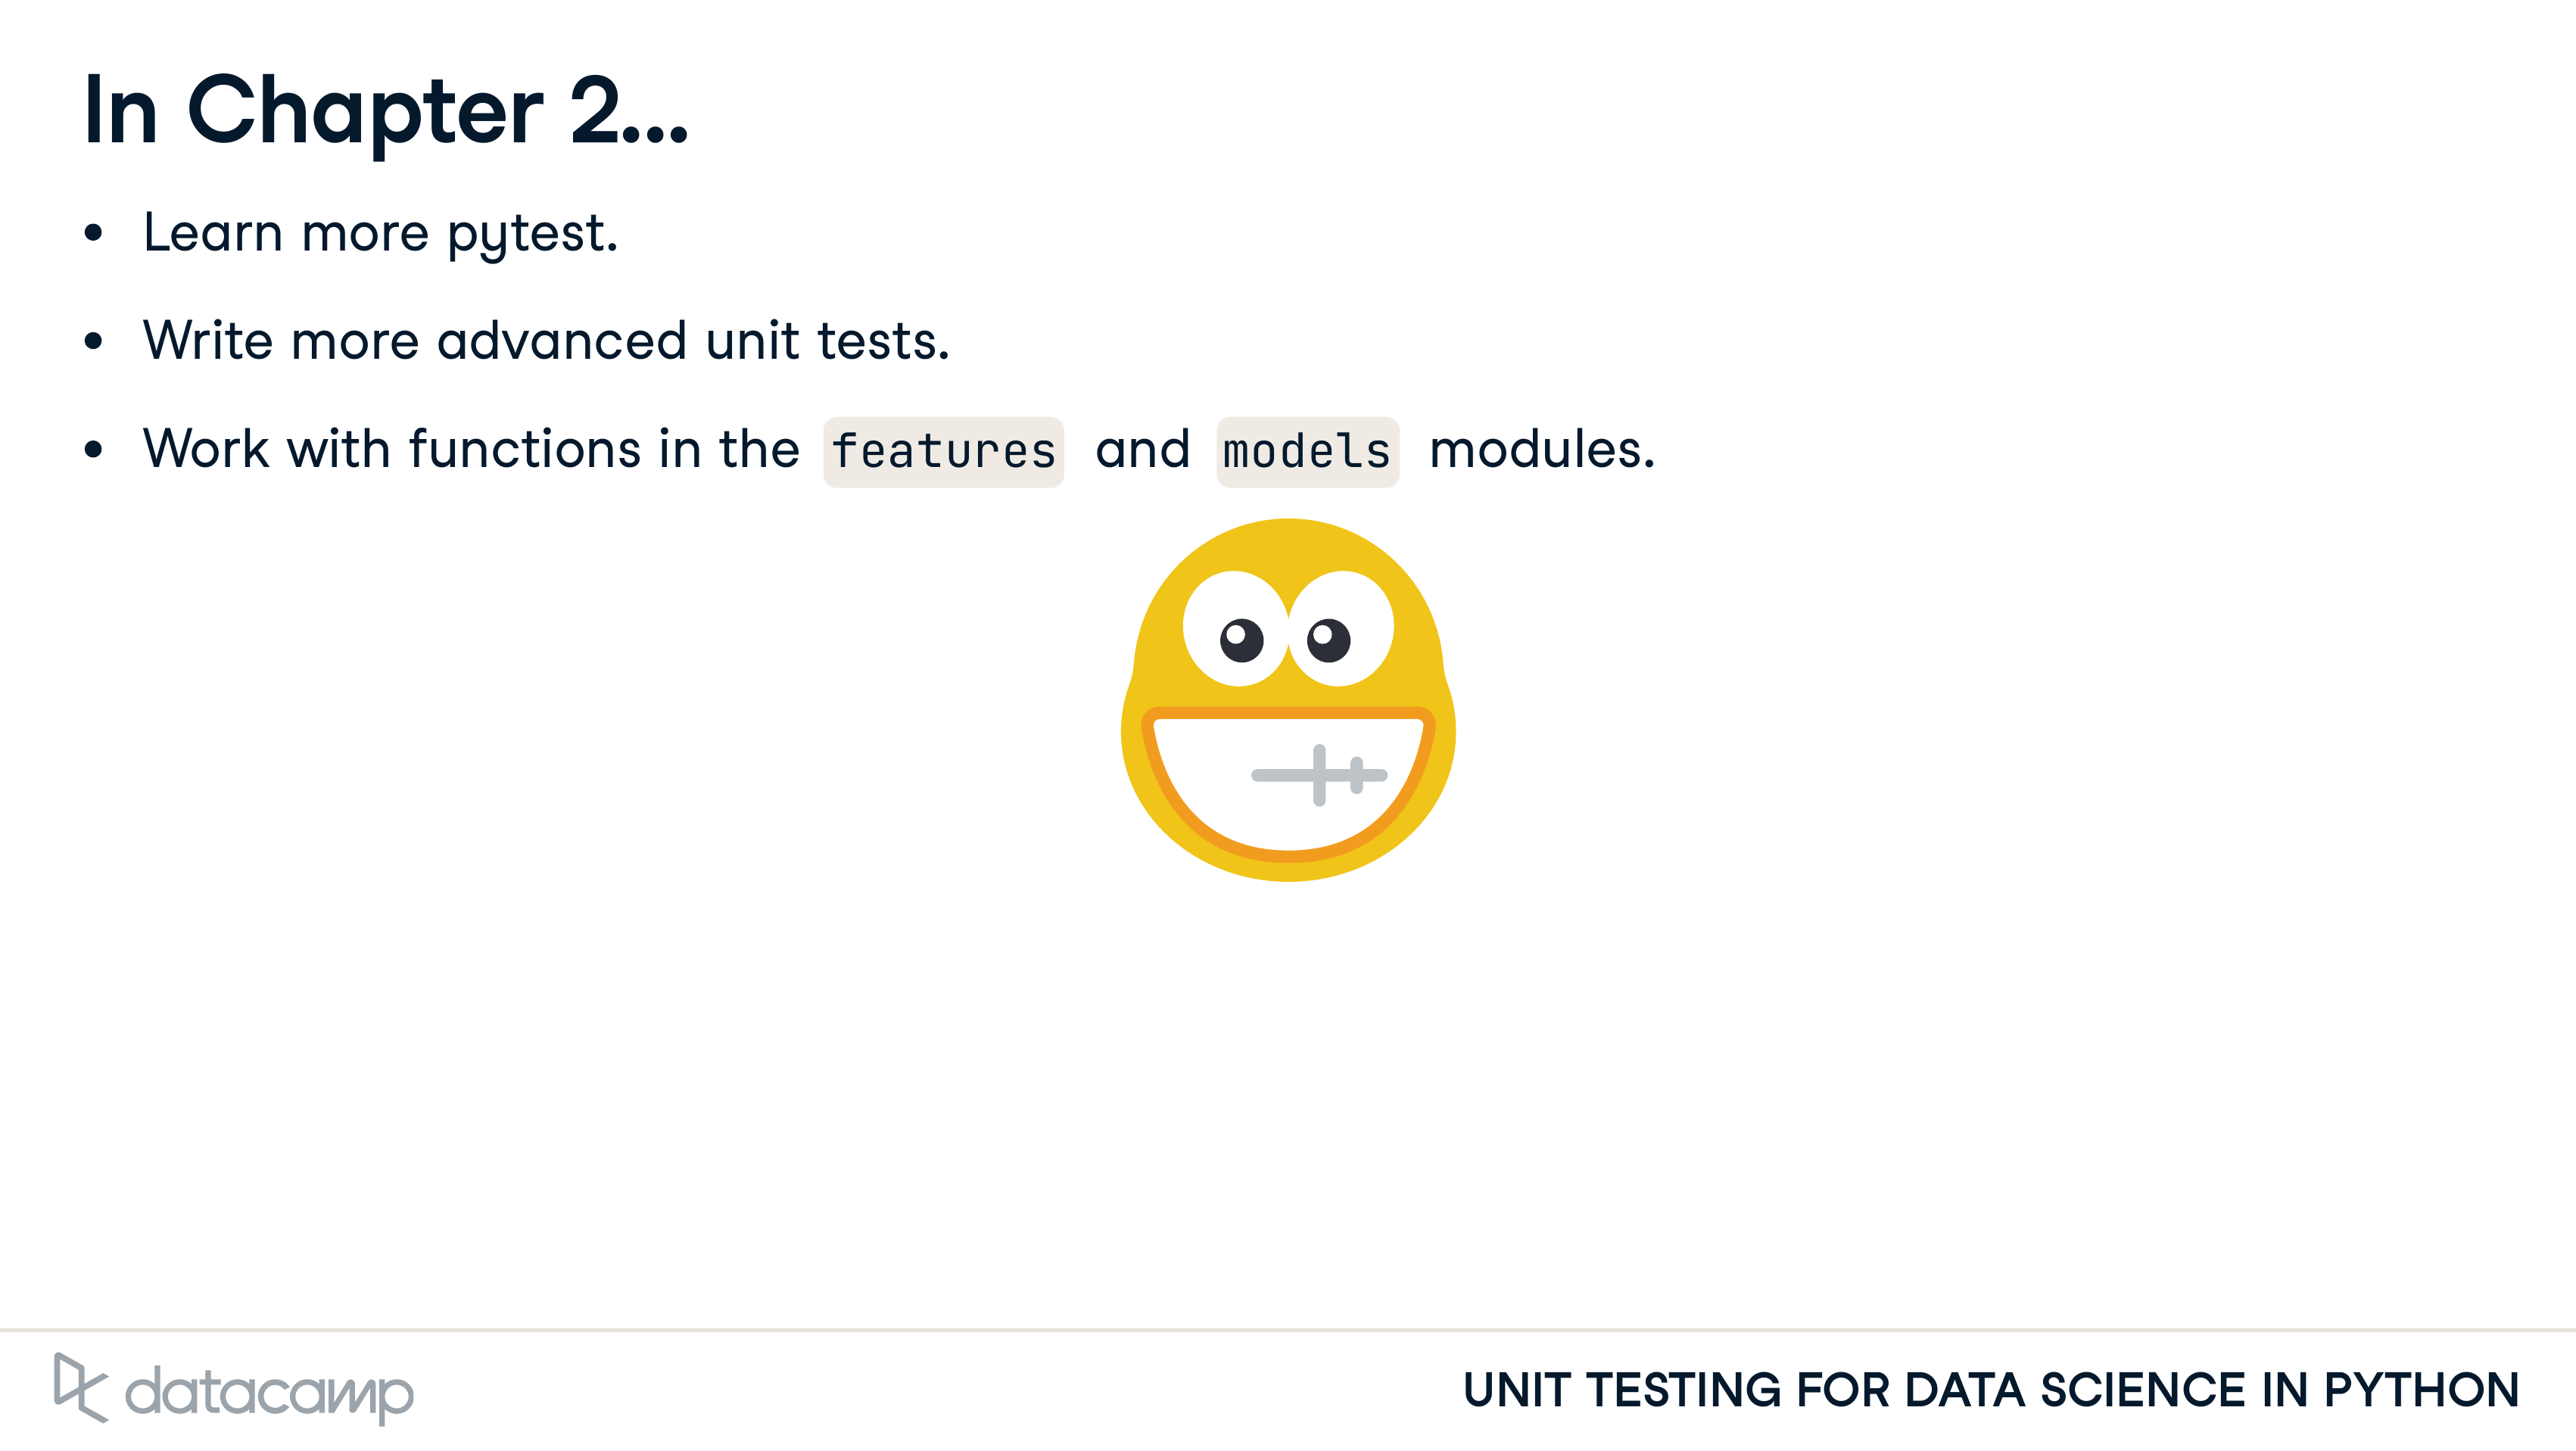 In Chapter 2...
• Learn more pytest.
• Write more advanced unit tests.
• Work with functions in the features and models modules.
datacamp
UNIT TESTING FOR DATA SCIENCE IN PYTHON